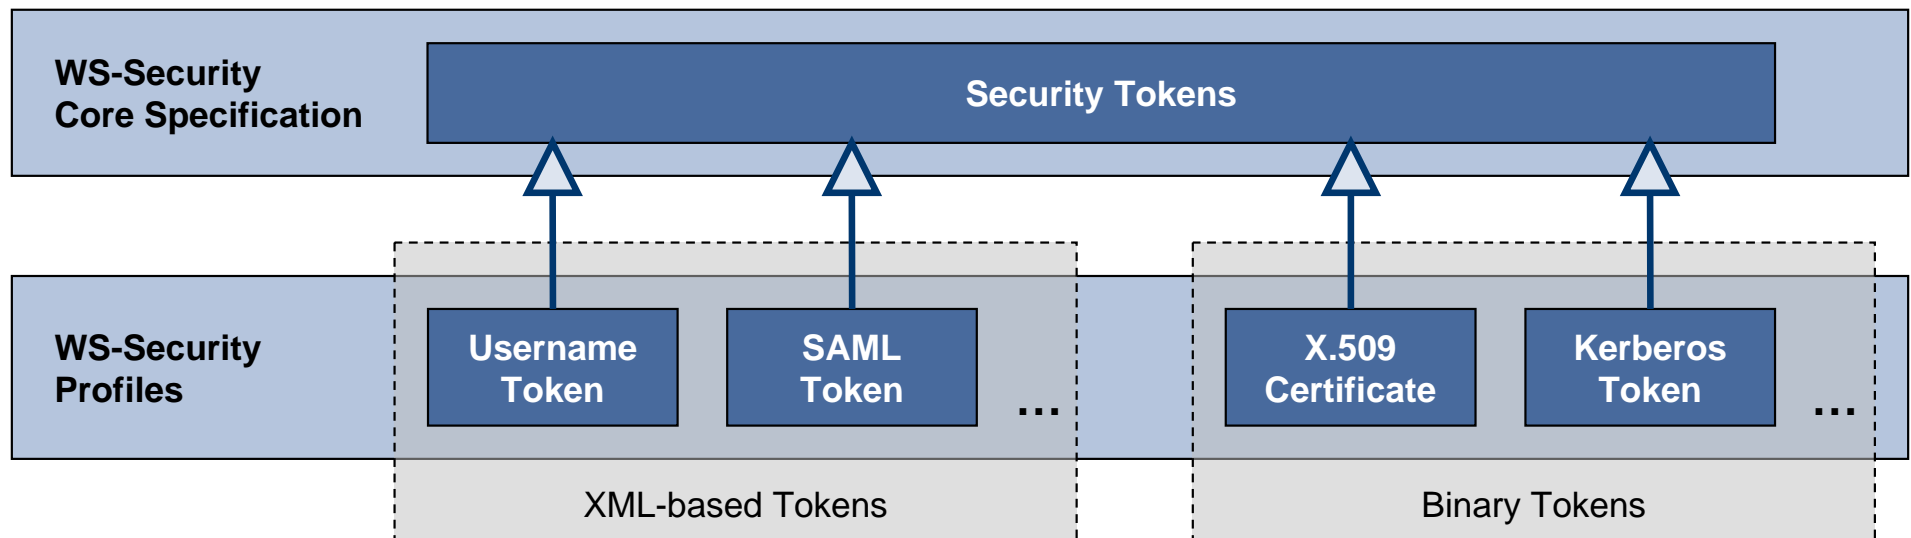 WS-Security
Core Specification
Security Tokens
WS-Security
Profiles
Username
Token
SAML
Token
...
X.509
Certificate
Kerberos
Token
...
XML-based Tokens
Binary Tokens